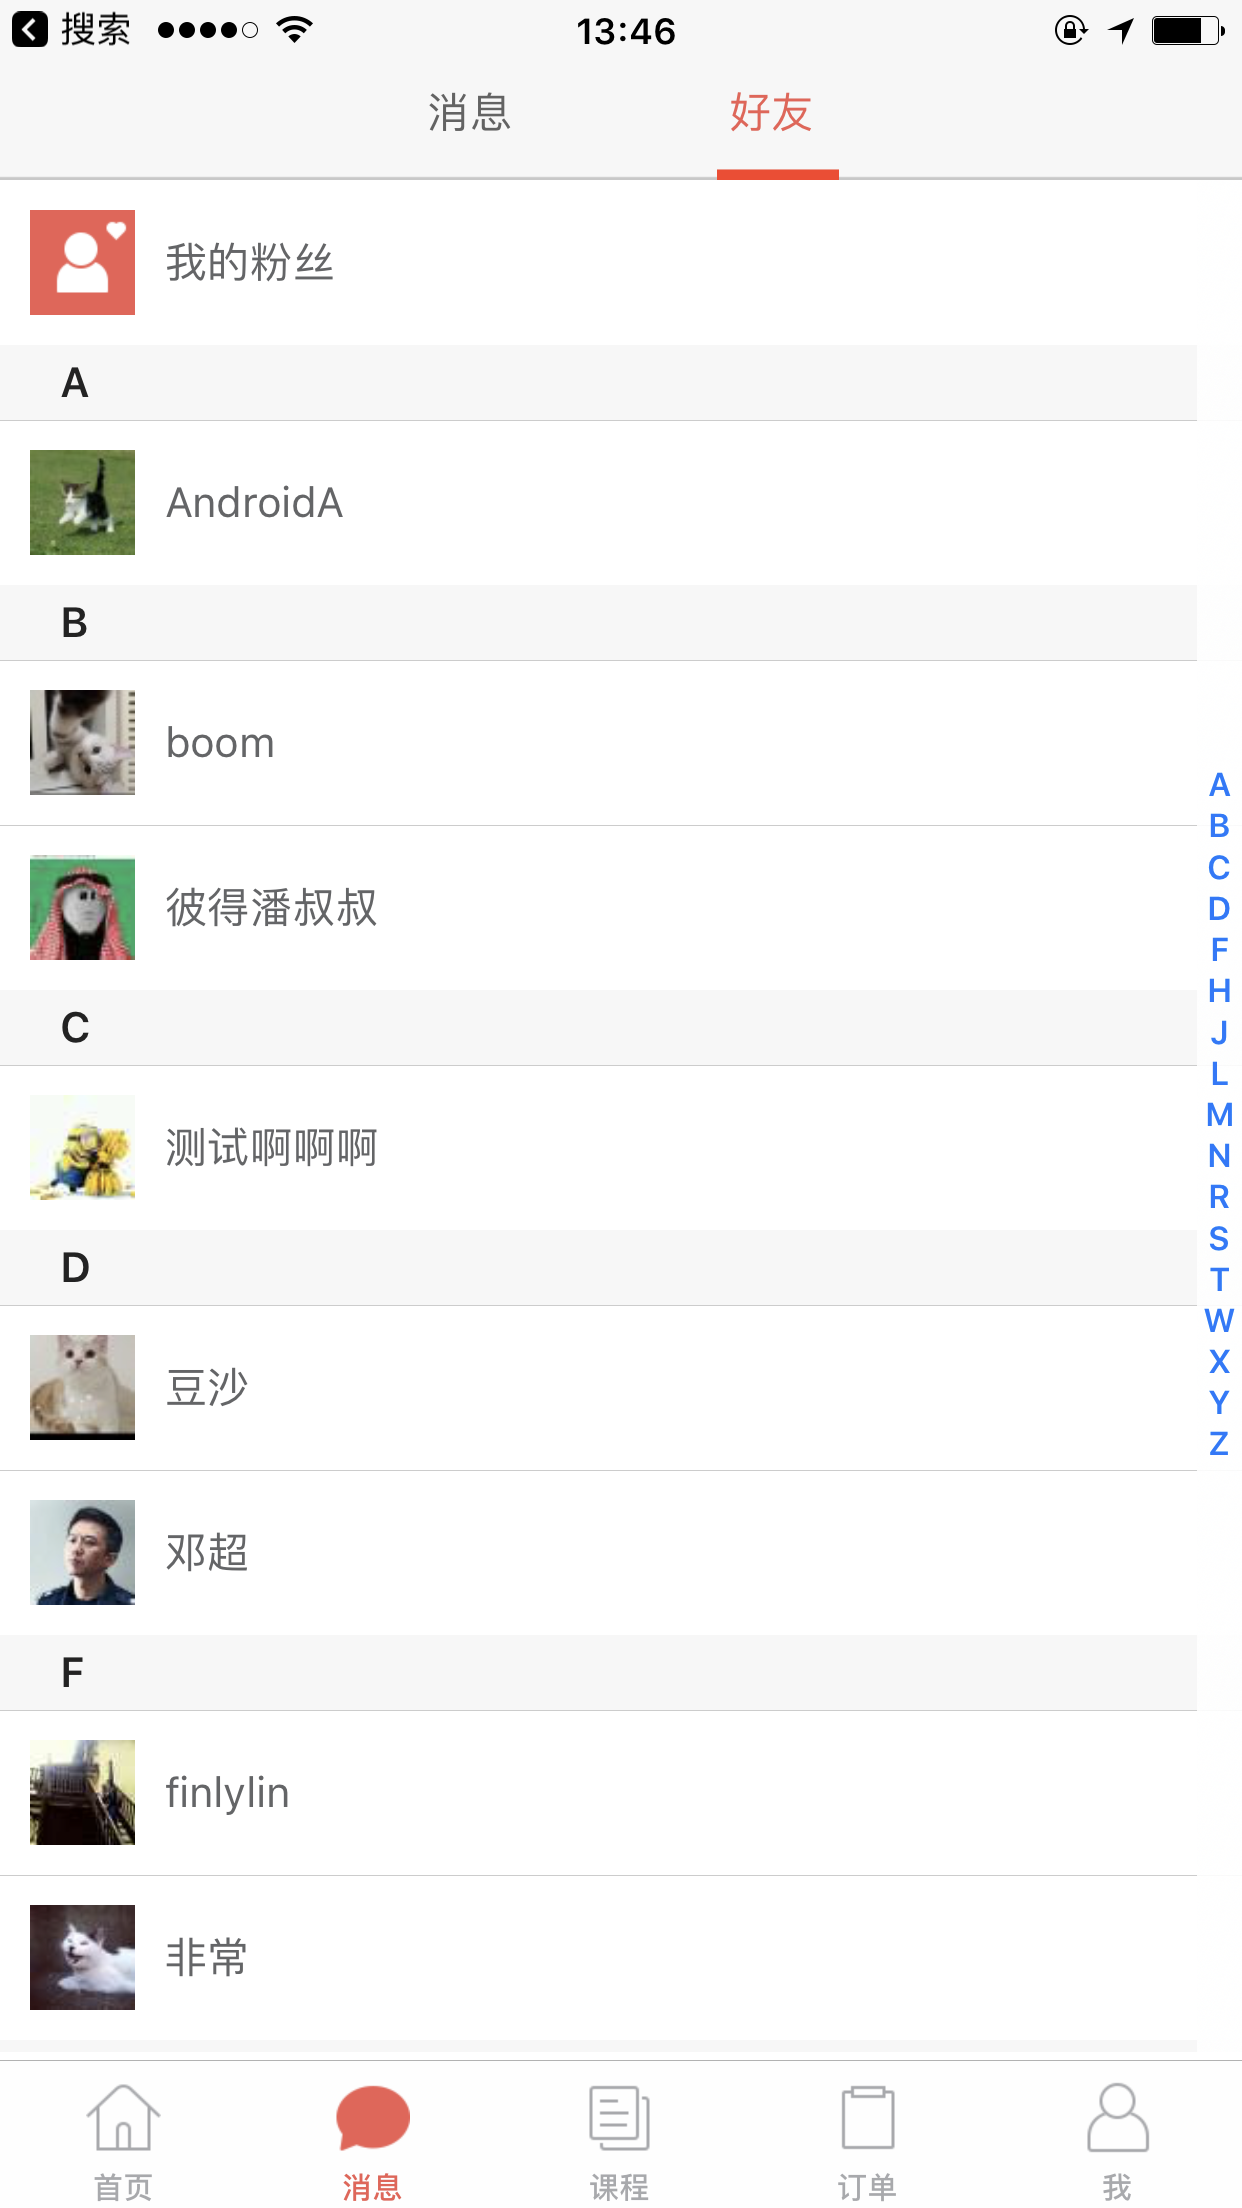 搜索 13:46
消息 好友
我的粉丝
A
AndroidA
B
boom
彼得潘叔叔
C
测试啊啊啊
D
豆沙
邓超
F
finlylin
非常
A
B
C
D
F
H
J
L
M
N
R
S
T
W
X
Y
Z
首页 消息 课程 订单 我